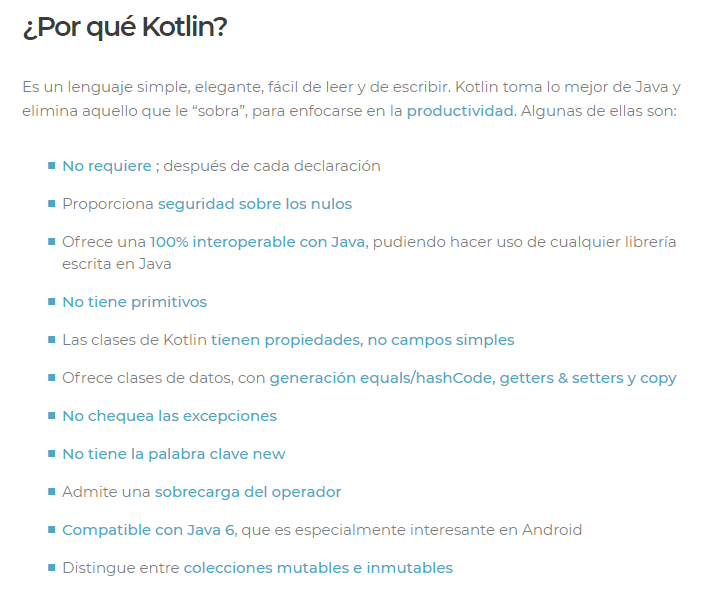 ¿Por qué Kotlin?
Es un lenguaje simple, elegante, fácil de leer y de escribir. Kotlin toma lo mejor de Java y
elimina aquello que le “sobra”, para enfocarse en la productividad. Algunas de ellas son:
No requiere ; después de cada declaración
Proporciona seguridad sobre los nulos
Ofrece una 100% interoperable con Java, pudiendo hacer uso de cualquier librería
escrita en Java
No tiene primitivos
Las clases de Kotlin tienen propiedades, no campos simples
Ofrece clases de datos, con generación equals/hashCode, getters & setters y copy
No chequea las excepciones
No tiene la palabra clave new
Admite una sobrecarga del operador
Compatible con Java 6, que es especialmente interesante en Android
Distingue entre colecciones mutables e inmutables